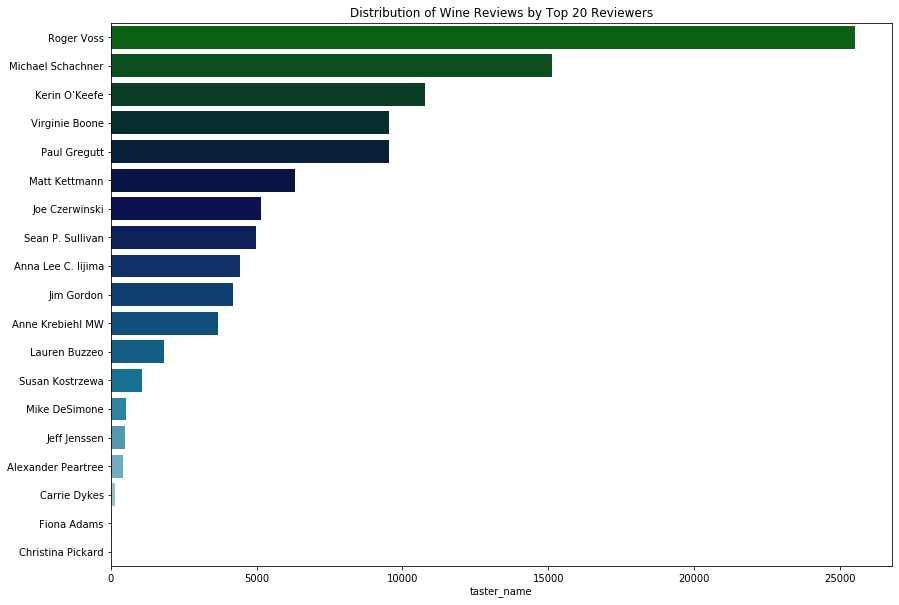 Distribution of Wine Reviews by Top 20 Reviewers
Roger Voss
Michael Schachner
Kerin O’Keefe
Virginie Boone
Paul Gregutt
Matt Kettmann
Joe Czerwinski
Sean P. Sullivan
Anna Lee C. Iijima
Jim Gordon
Anne Krebiehl MW
Lauren Buzzeo
Susan Kostrzewa
Mike DeSimone
Jeff Jenssen
Alexander Peartree
Carrie Dykes
Fiona Adams
Christina Pickard
0 5000 10000 15000 20000 25000
taster_name